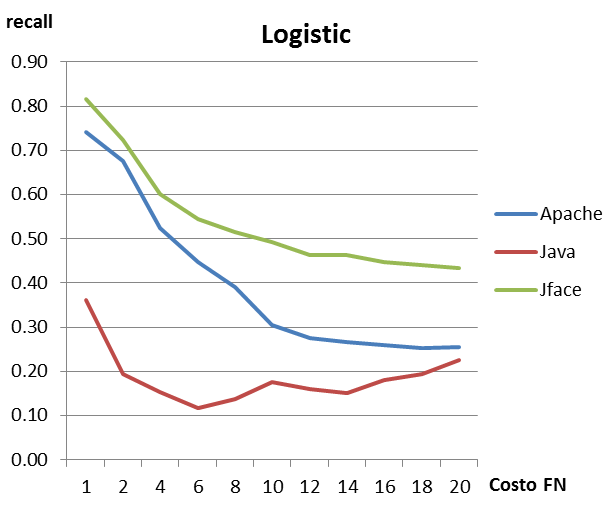 recall
Logistic
0.90
0.80
0.70
0.60
0.50
0.40
0.30
0.20
0.10
0.00
1 2 4 6 8 10 12 14 16 18 20
Costo FN
Apache
Java
Jface